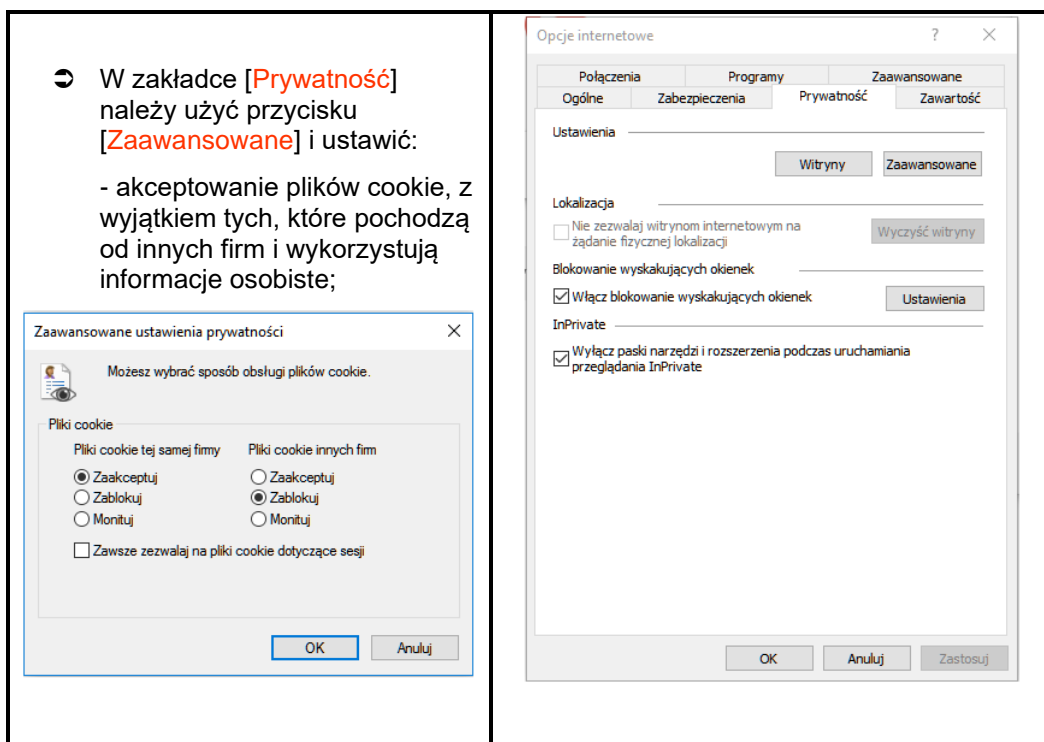 ➲ W zakładce [Prywatność]
należy użyć przycisku
[Zaawansowane] i ustawić:
- akceptowanie plików cookie, z
wyjątkiem tych, które pochodzą
od innych firm i wykorzystują
informacje osobiste;
Zaawansowane ustawienia prywatności
Możesz wybrać sposób obsługi plików cookie.
Pliki cookie
Pliki cookie tej samej firmy Pliki cookie innych firm
Zaakceptuj Zaakceptuj
Zablokuj Zablokuj
Monituj Monituj
Zawsze zezwalaj na pliki cookie dotyczące sesji
OK Anuluj
Opcje internetowe ?
Połączenia Programy Zaawansowane
Ogólne Zabezpieczenia Prywatność Zawartość
Ustawienia
Witryny Zaawansowane
Lokalizacja
Nie zezwalaj witrynom internetowym na
żądanie fizycznej lokalizacji
Wyczyść witryny
Blokowanie wyskakujących okienek
Włącz blokowanie wyskakujących okienek Ustawienia
InPrivate
Wyłącz paski narzędzi i rozszerzenia podczas uruchamiania
przeglądania InPrivate
OK Anuluj Zastosuj